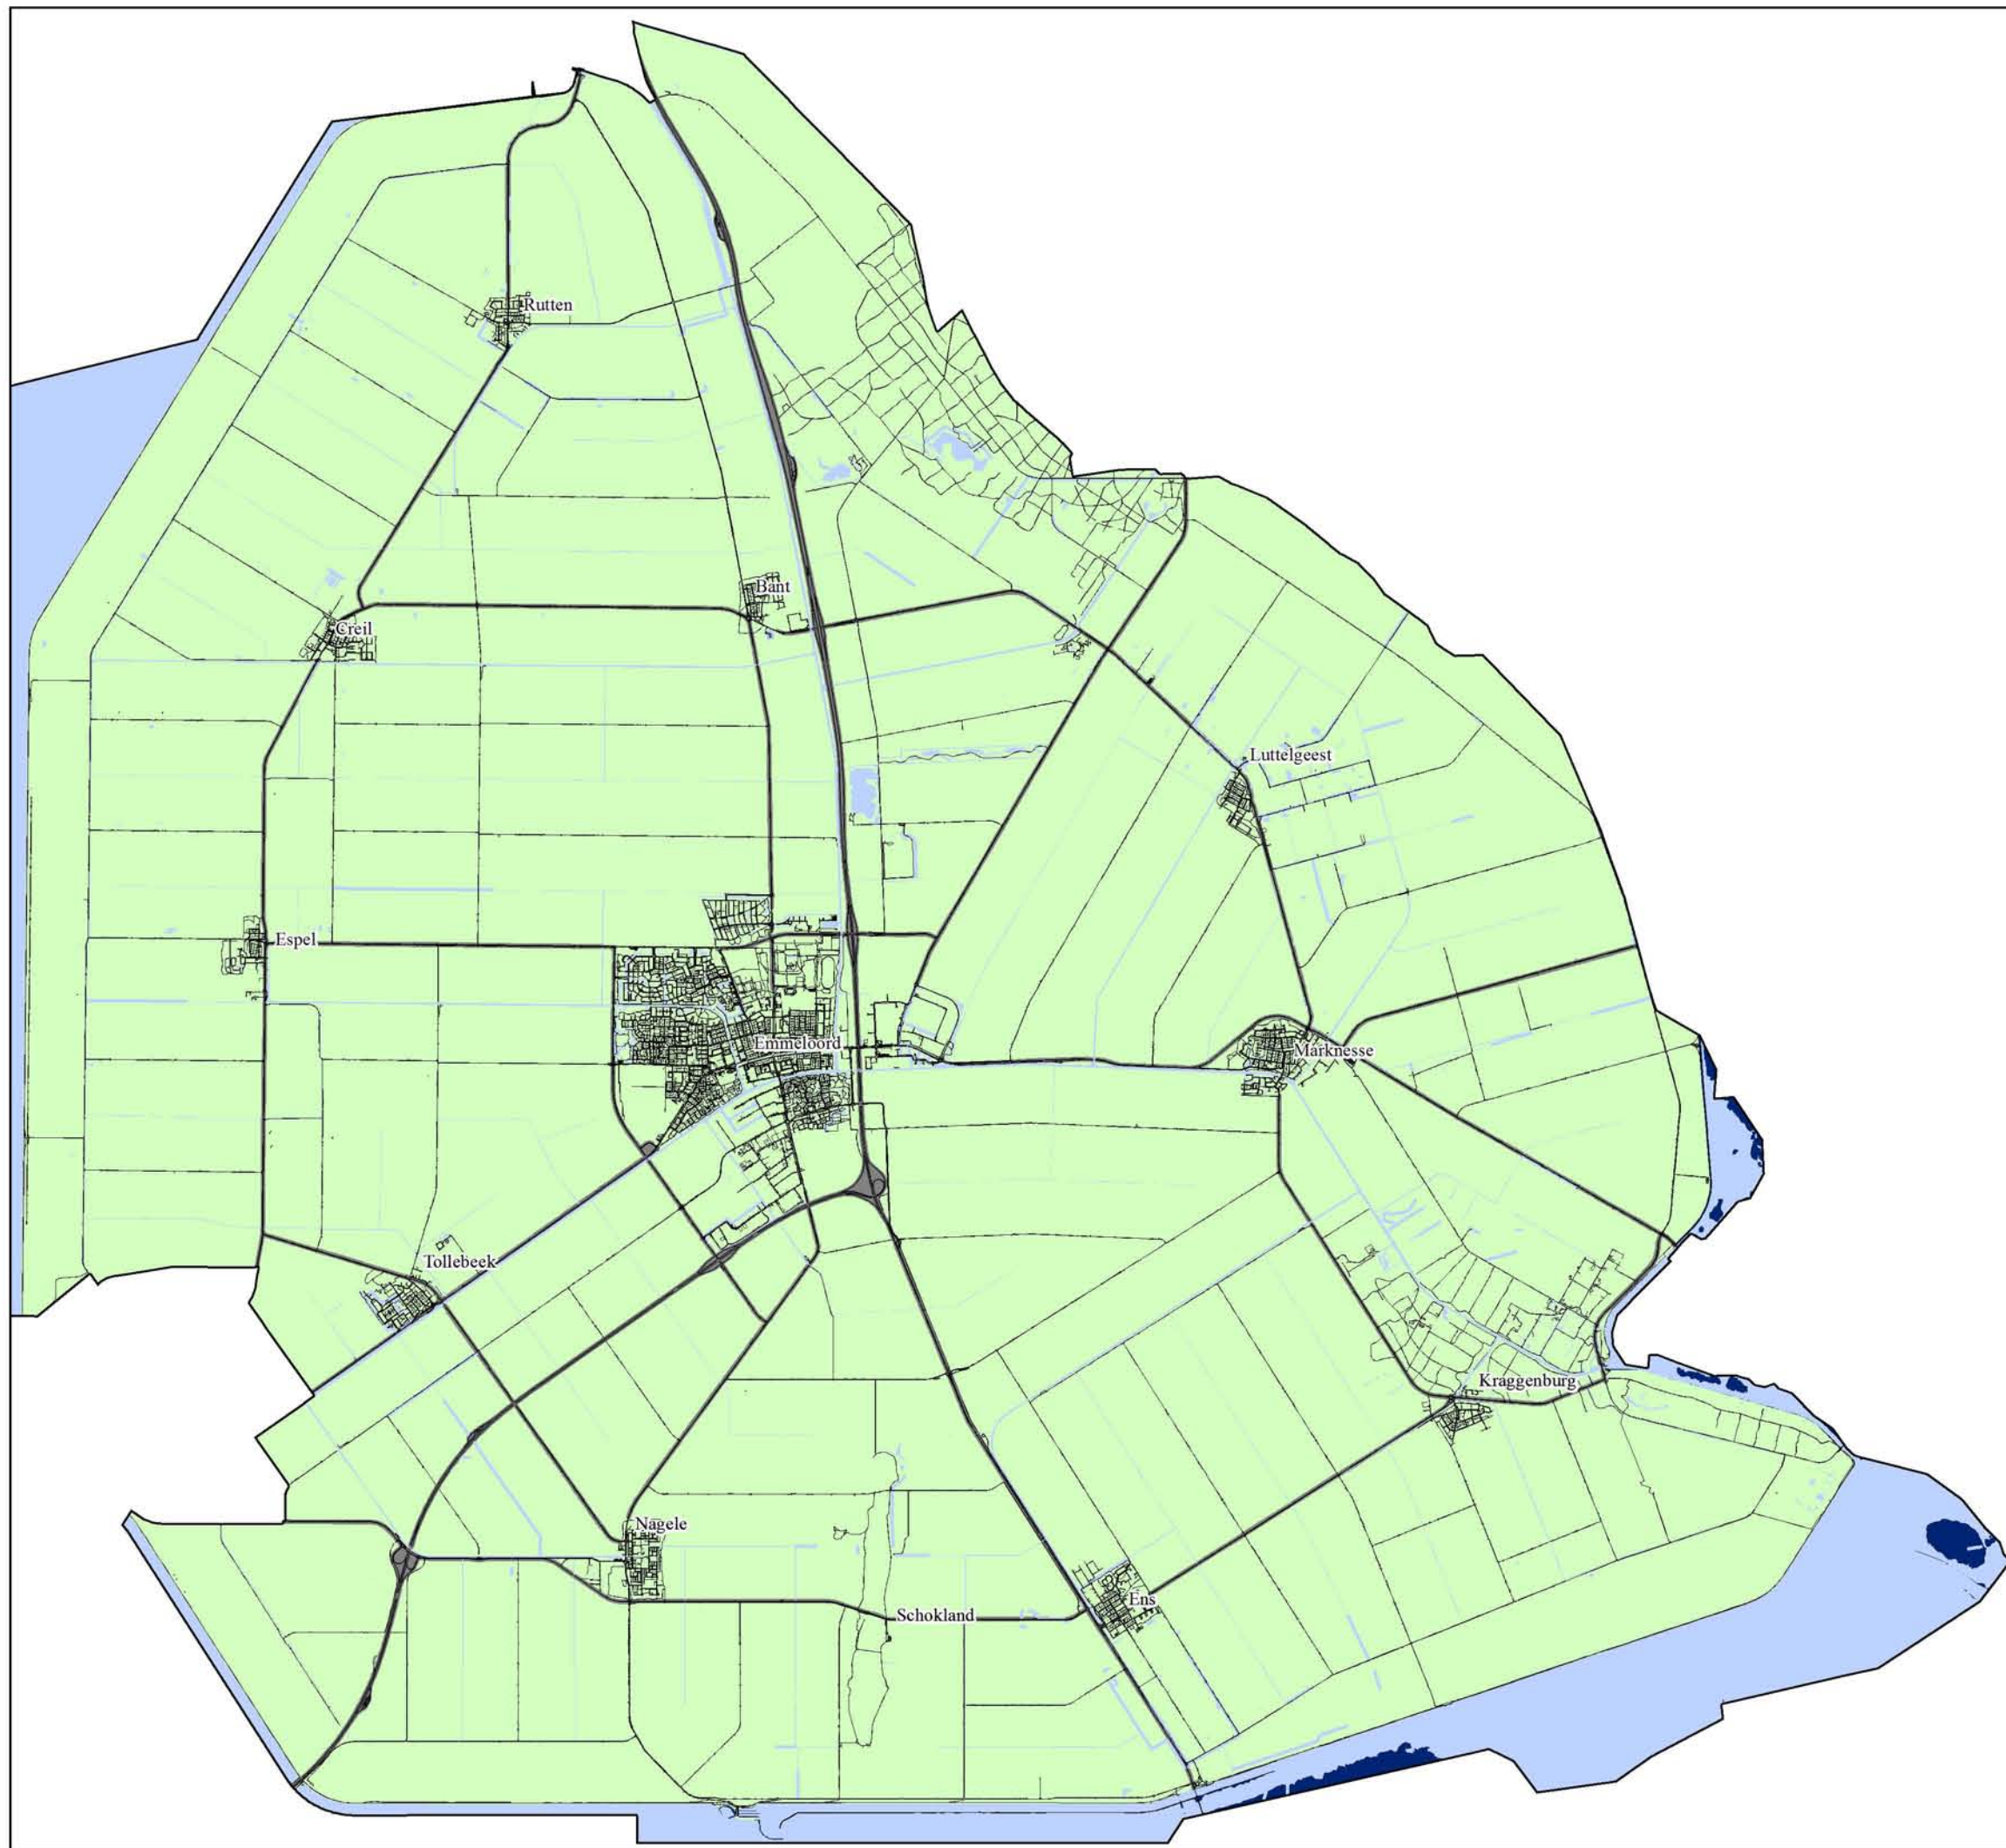 Rutten
Bant
Creil
Luttelgeest
Espel
Emmeloord
Marknesse
Tollebeek
Kraggenburg
Nagele
Ens
Schokland